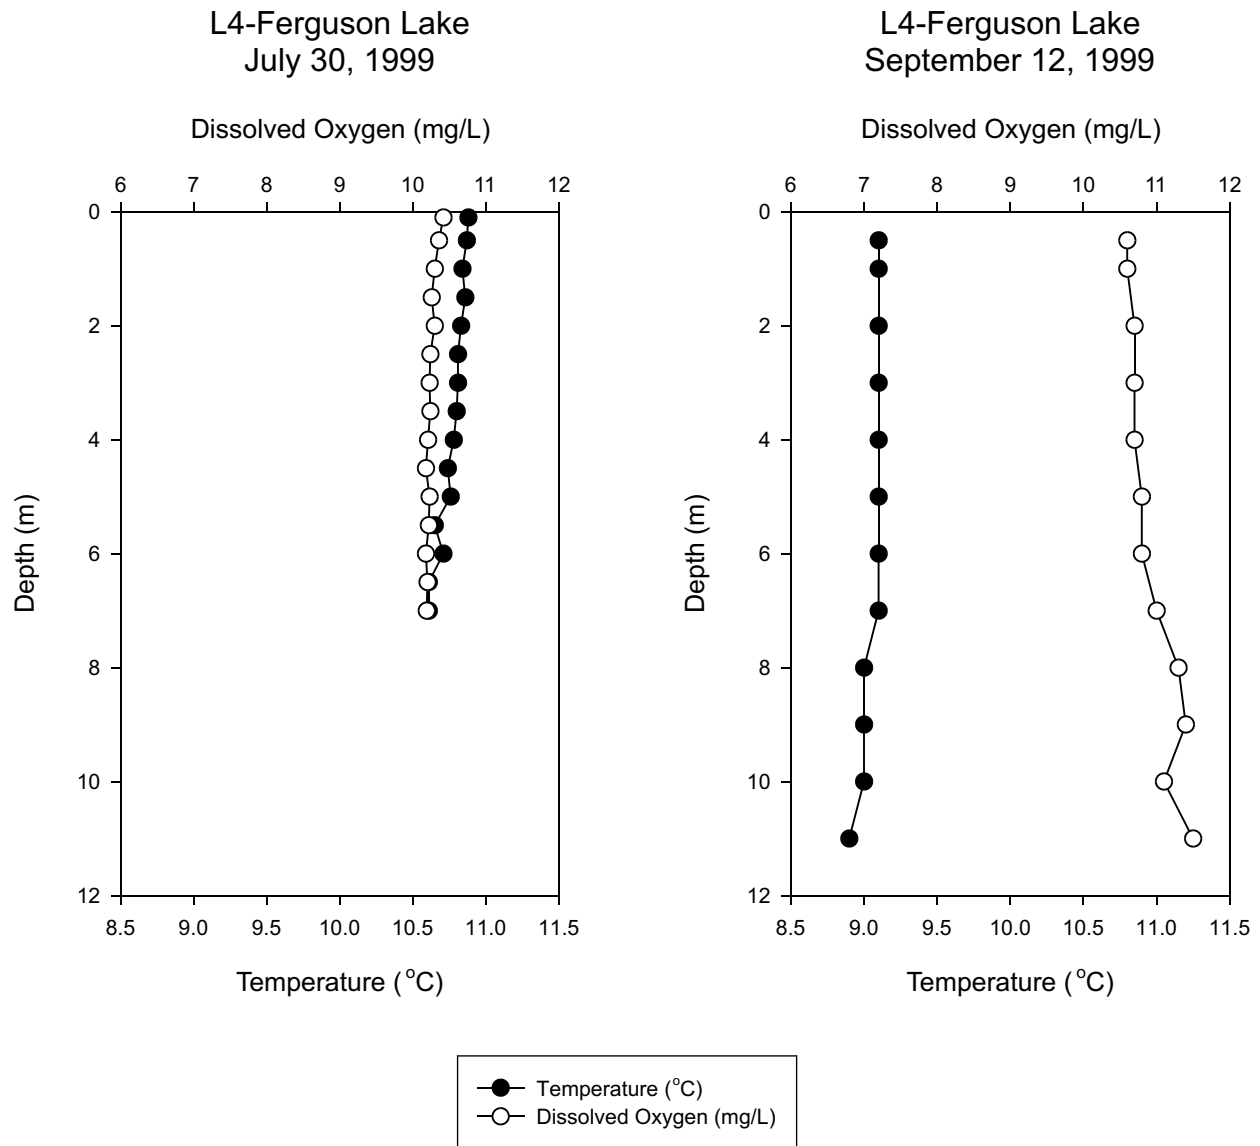 L4-Ferguson Lake
July 30, 1999
Dissolved Oxygen (mg/L)
6 7 8 9 10 11 12
0
2
4
6
8
10
12
Depth (m)
8.5 9.0 9.5 10.0 10.5 11.0 11.5
Temperature (°C)
L4-Ferguson Lake
September 12, 1999
Dissolved Oxygen (mg/L)
6 7 8 9 10 11 12
0
2
4
6
8
10
12
Depth (m)
8.5 9.0 9.5 10.0 10.5 11.0 11.5
Temperature (°C)
Temperature (°C)
Dissolved Oxygen (mg/L)